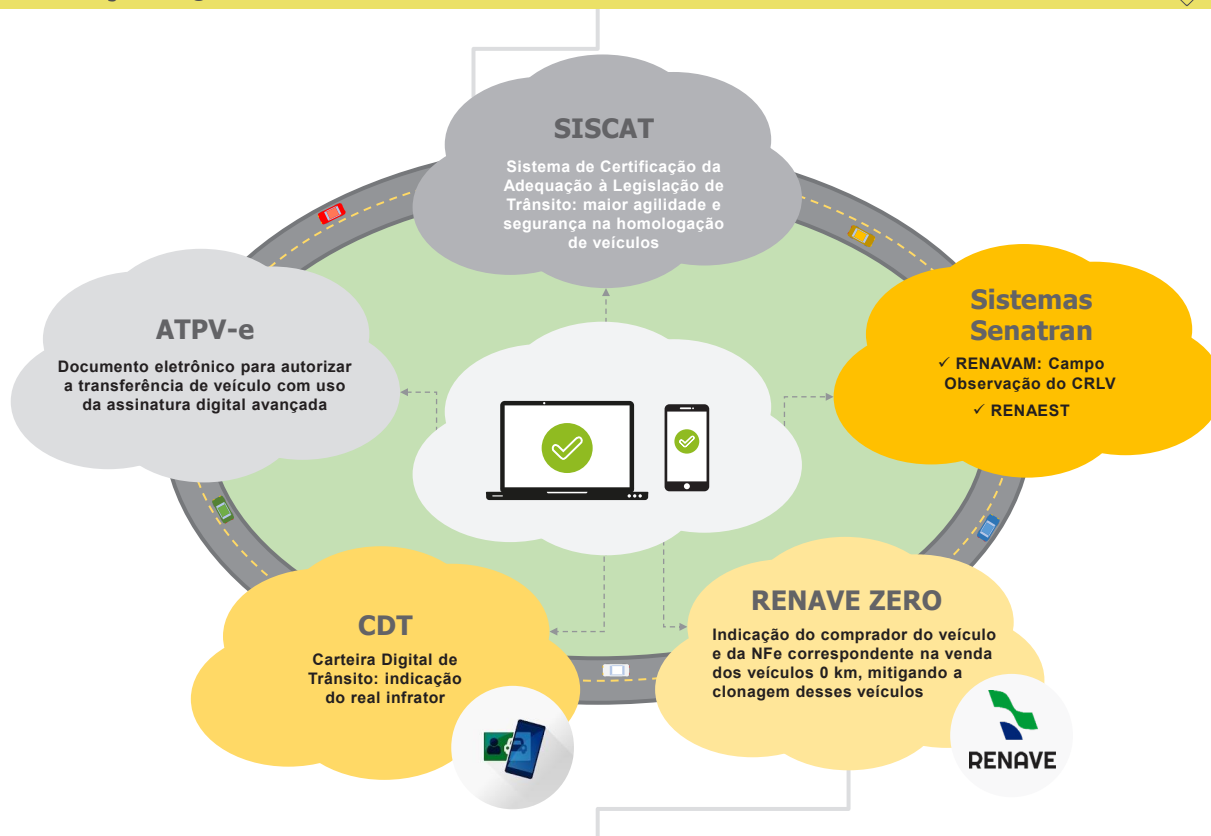 SISCAT
Sistema de Certificação da
Adequação à Legislação de
Trânsito: maior agilidade e
segurança na homologação
de veículos
ATPV-e
Documento eletrônico para autorizar
a transferência de veículo com uso
da assinatura digital avançada
Sistemas
Senatran
✓ RENAVAM: Campo
Observação do CRLV
✓ RENAEST
CDT
Carteira Digital de
Trânsito: indicação
do real infrator
RENAVE ZERO
Indicação do comprador do veículo
e da NFe correspondente na venda
dos veículos 0 km, mitigando a
clonagem desses veículos
RENAVE